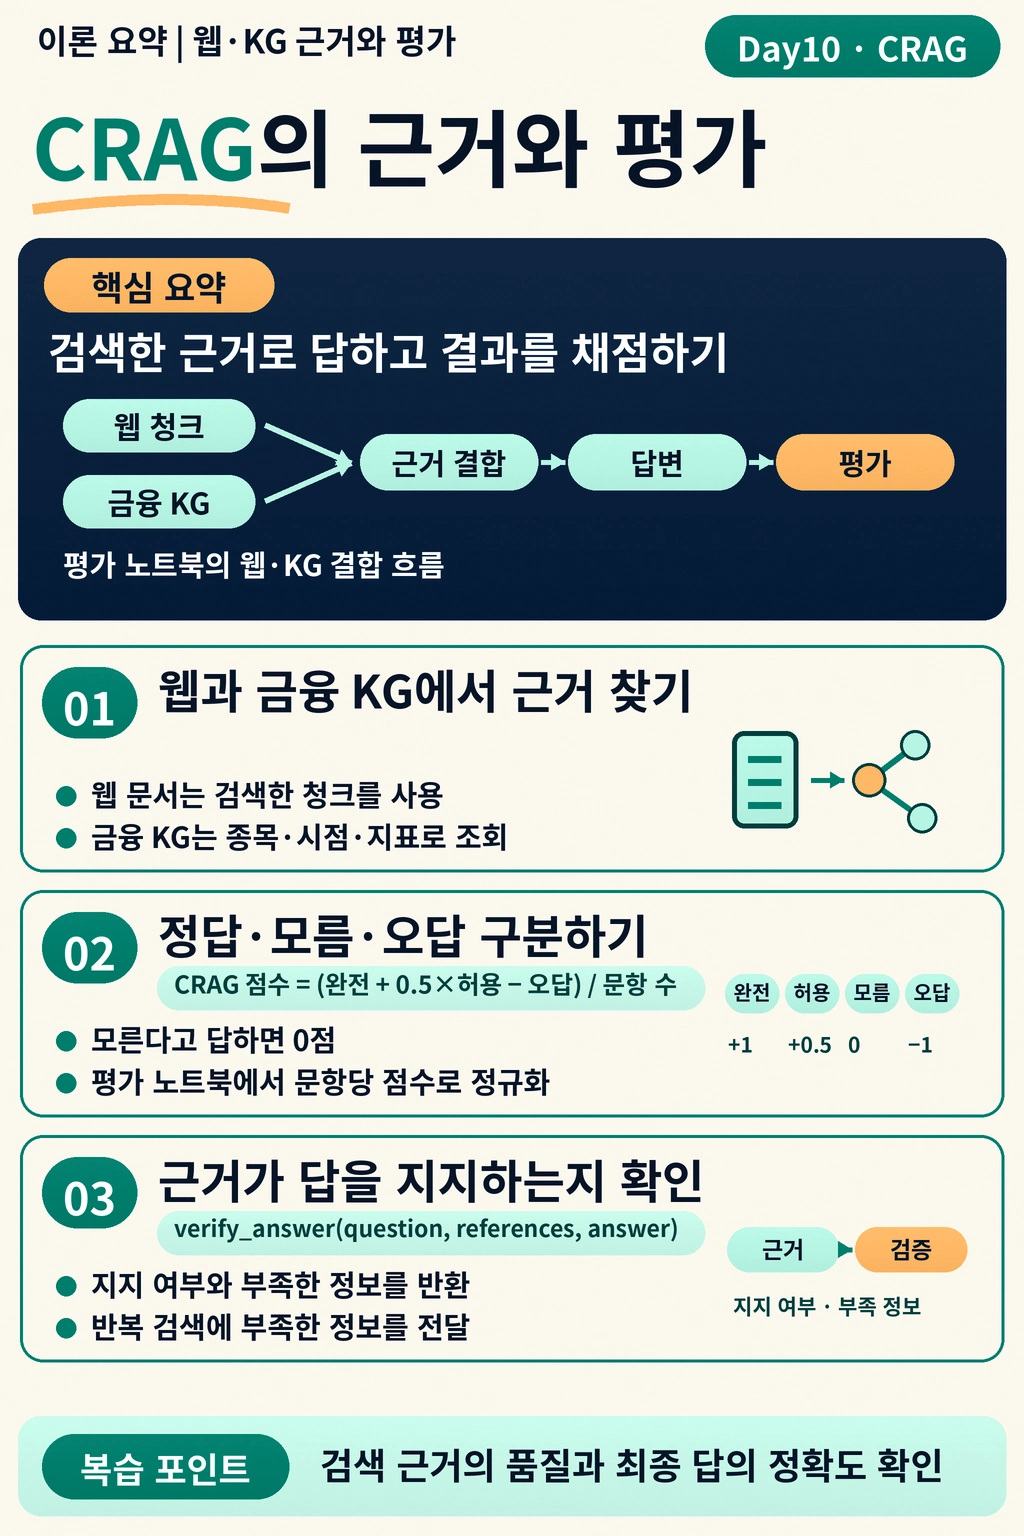 이론 요약 | 웹·KG 근거와 평가
Day10 · CRAG
CRAG의 근거와 평가
핵심 요약
검색한 근거로 답하고 결과를 채점하기
웹 청크
금융 KG
근거 결합
답변
평가
평가 노트북의 웹·KG 결합 흐름
01
웹과 금융 KG에서 근거 찾기
웹 문서는 검색한 청크를 사용
금융 KG는 종목·시점·지표로 조회
02
정답·모름·오답 구분하기
CRAG 점수 = (완전 + 0.5×허용 − 오답) / 문항 수
모른다고 답하면 0점
평가 노트북에서 문항당 점수로 정규화
완전 허용 모름 오답
+1 +0.5 0 −1
03
근거가 답을 지지하는지 확인
verify_answer(question, references, answer)
지지 여부와 부족한 정보를 반환
반복 검색에 부족한 정보를 전달
근거
검증
지지 여부 · 부족 정보
복습 포인트
검색 근거의 품질과 최종 답의 정확도 확인